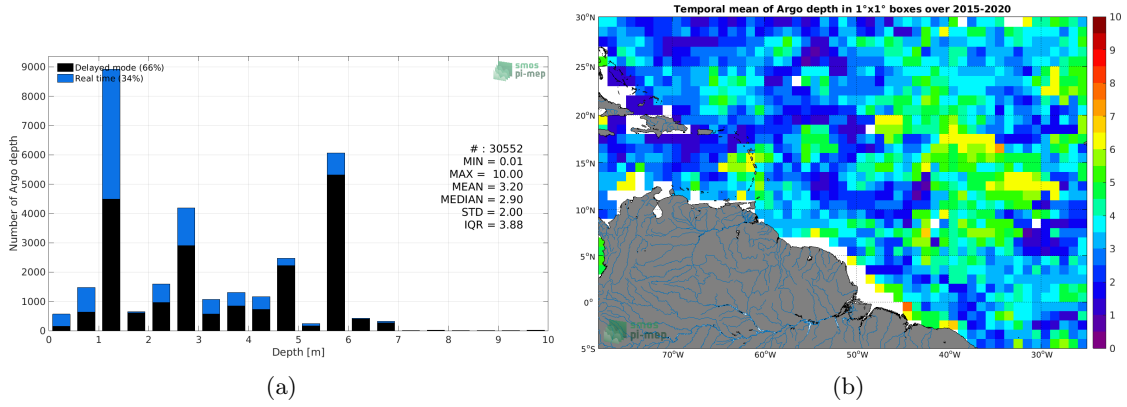 Delayed mode (66%)
Real time (34%)
smos
pi-mep
Number of Argo depth
9000
8000
7000
6000
5000
4000
3000
2000
1000
0
# : 30552
MIN = 0.01
MAX = 10.00
MEAN = 3.20
MEDIAN = 2.90
STD = 2.00
IQR = 3.88
0 1 2 3 4 5 6 7 8 9 10
Depth [m]
(a)
Temporal mean of Argo depth in 1°x1° boxes over 2015-2020
30°N
25°N
20°N
15°N
10°N
5°N
0°
5°S
70°W 60°W 50°W 40°W 30°W
smos
pi-mep
10
9
8
7
6
5
4
3
2
1
0
(b)